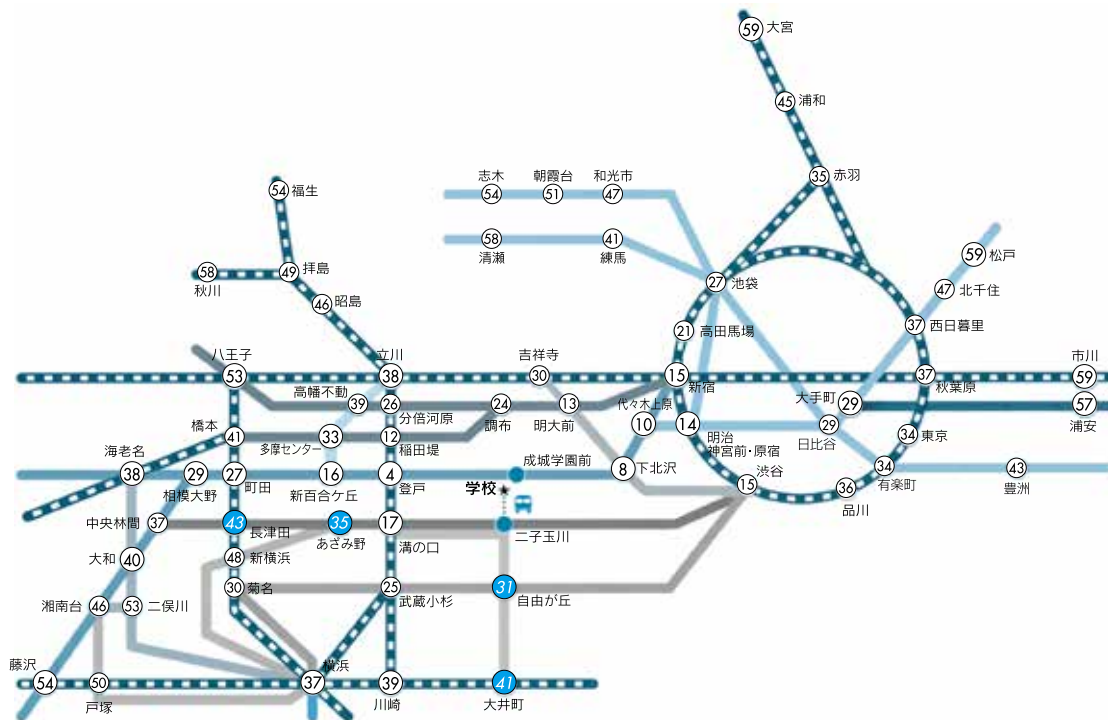 59 大宮
45 浦和
35 赤羽
志木 朝霞台 和光市
54 51 47
54 福生
58 41
清瀬 練馬
59 松戸
58 49 拝島
秋川
27 池袋
47 北千住
46 昭島
21 高田馬場
37 西日暮里
八王子 立川 吉祥寺 市川
53 38 30 15 新宿 37 秋葉原 59
高幡不動 39 26 分倍河原 24 調布 13 明大前
代々木上原 10
大手町 29 57 浦安
橋本 41 33 多摩センター 12 稲田堤
14 明治
神宮前・原宿
29 日比谷
34 東京
海老名 38 29 相模大野 27 町田 16 新百合ケ丘 4 登戸
成城学園前
8 下北沢
渋谷 15
34 有楽町
43 豊洲
36 品川
学校
中央林間 37 43 長津田 35 あざみ野 17 溝の口 二子玉川
大和 40 48 新横浜
30 菊名 25 武蔵小杉 31 自由が丘
湘南台 46 53 二俣川
藤沢 54 50 戸塚 横浜 37 39 川崎 41 大井町